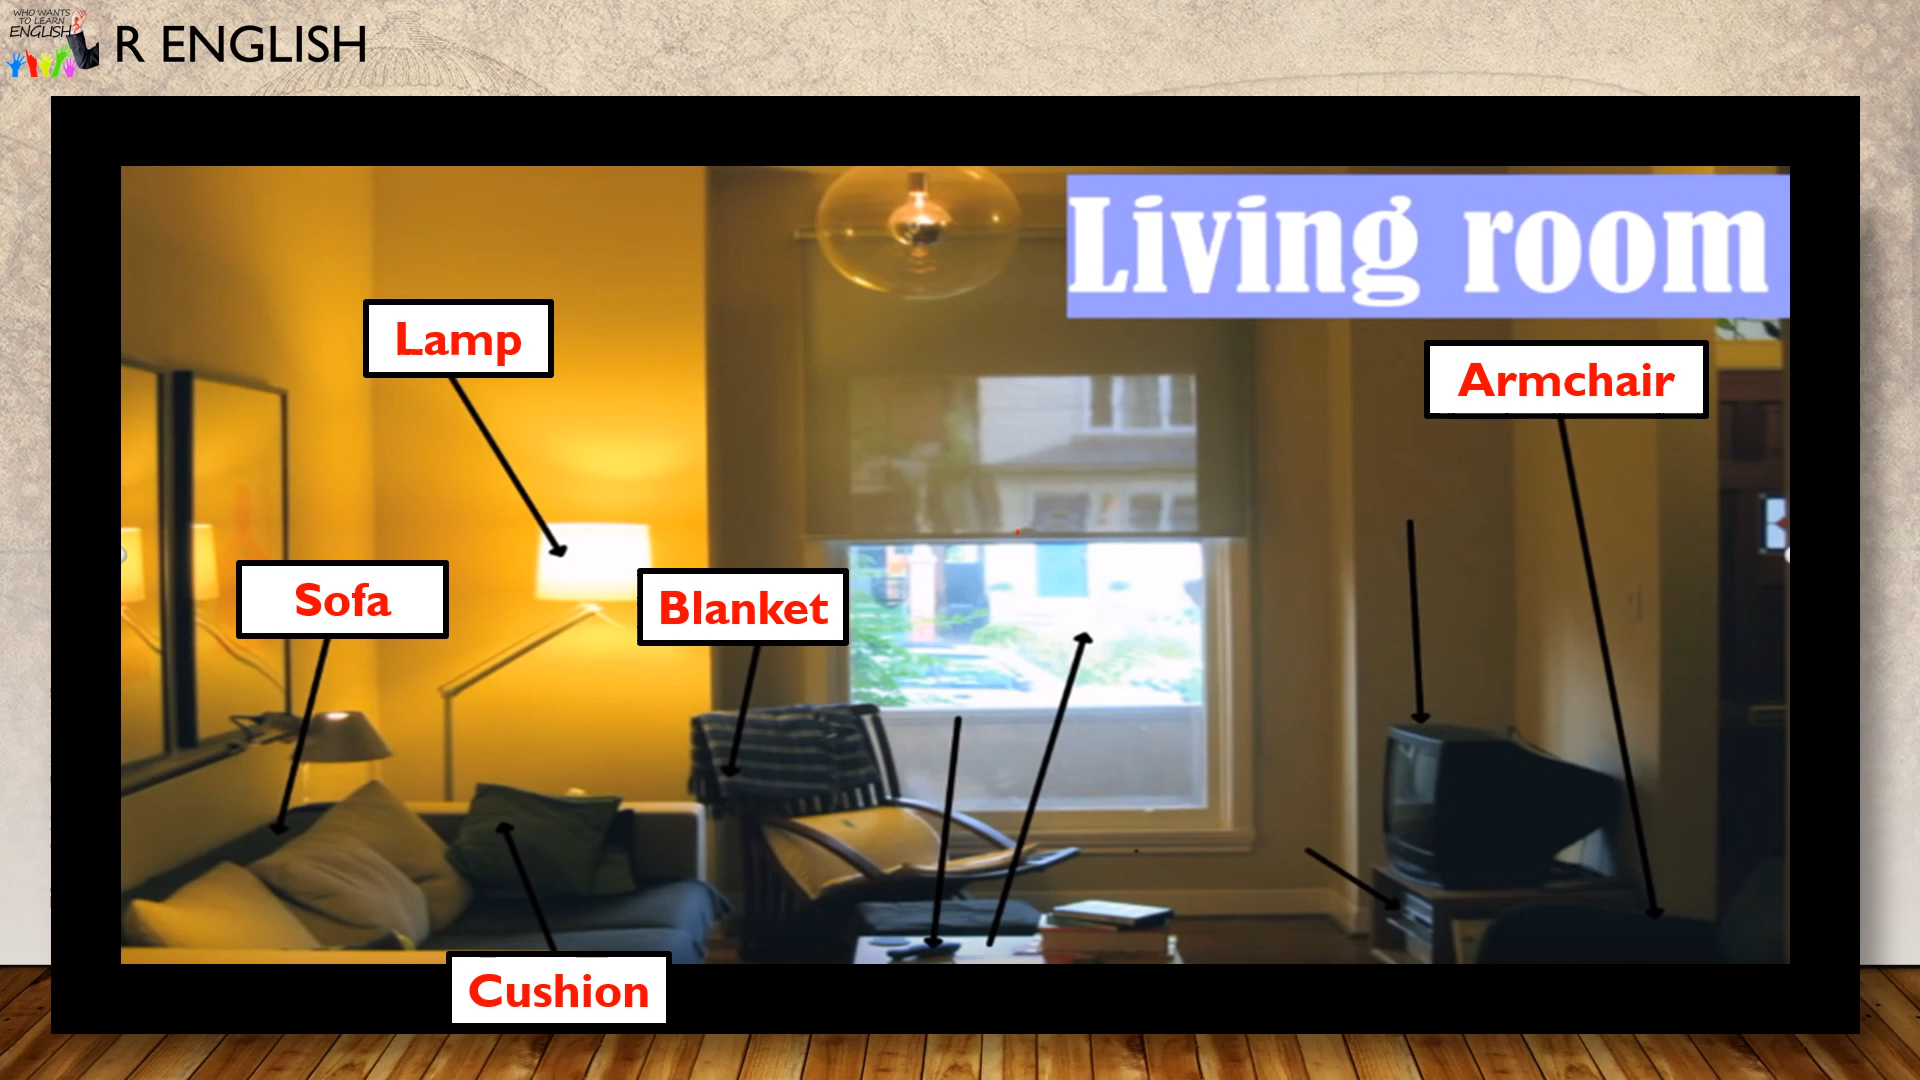 WHO WANTS
TO LEARN
ENGLISH
R ENGLISH
Living room
Lamp
Armchair
Sofa
Blanket
Cushion